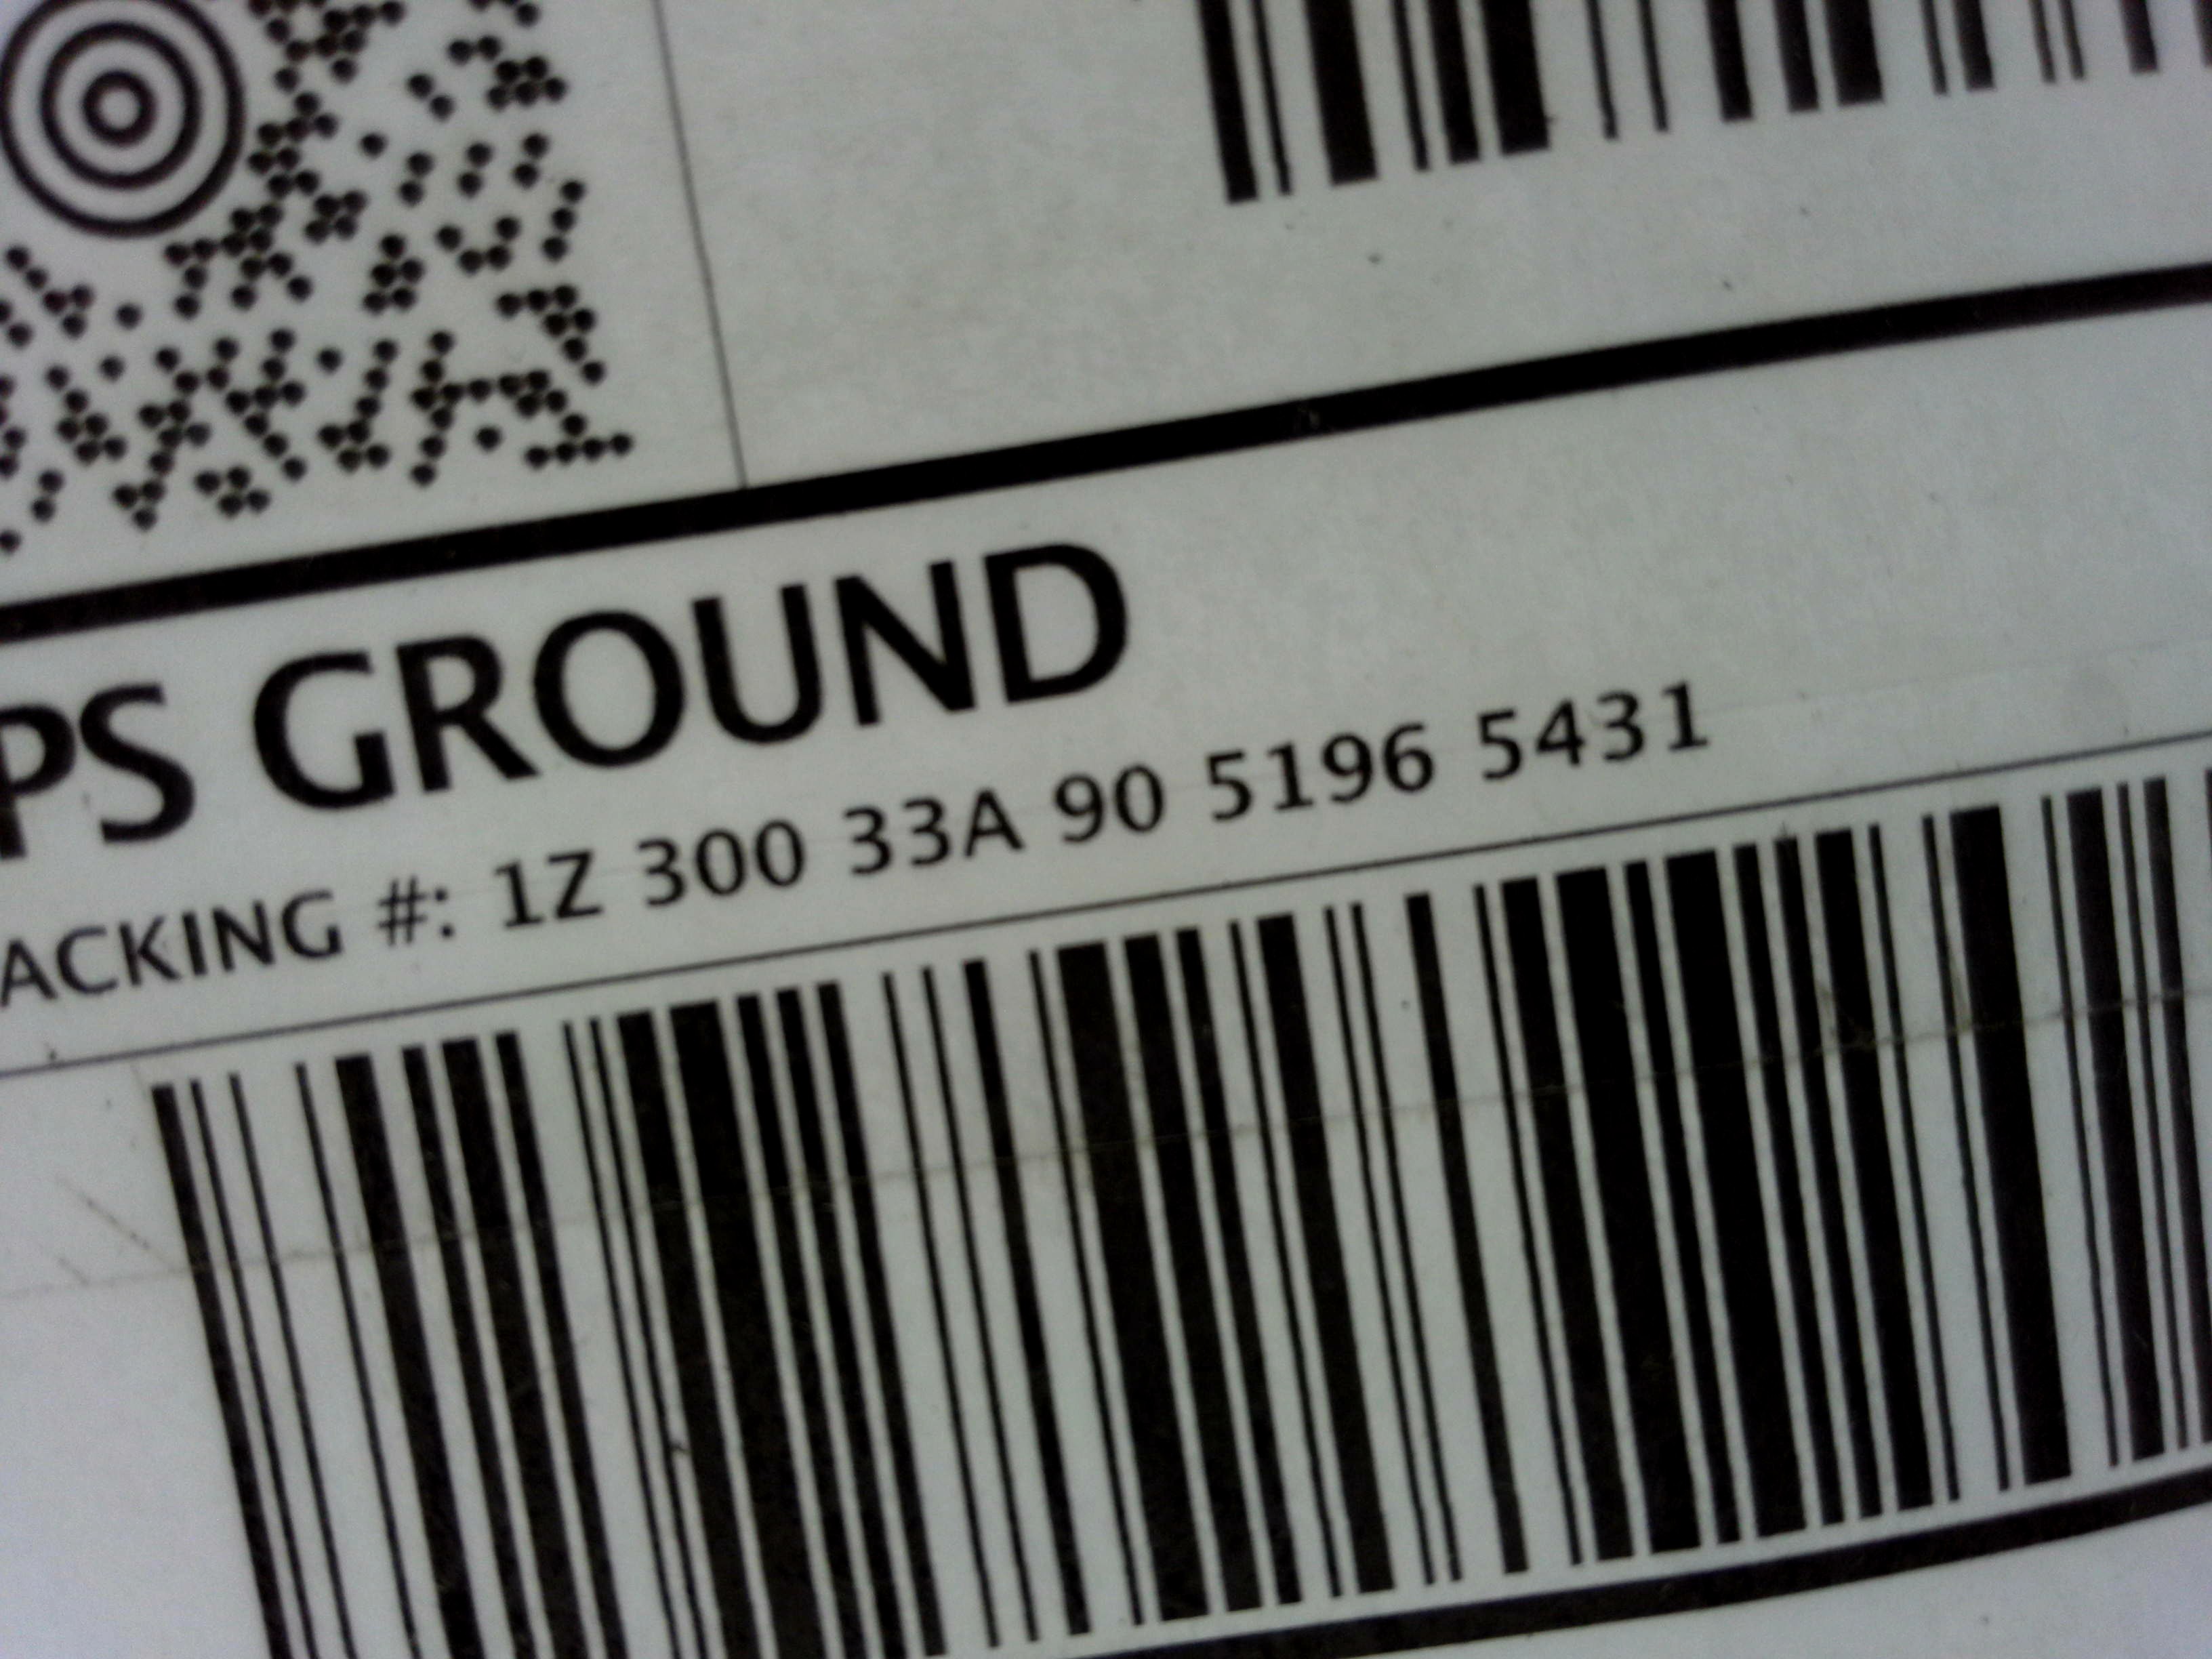 PS GROUND
ACKING #: 1Z 300 33A 90 5196 5431